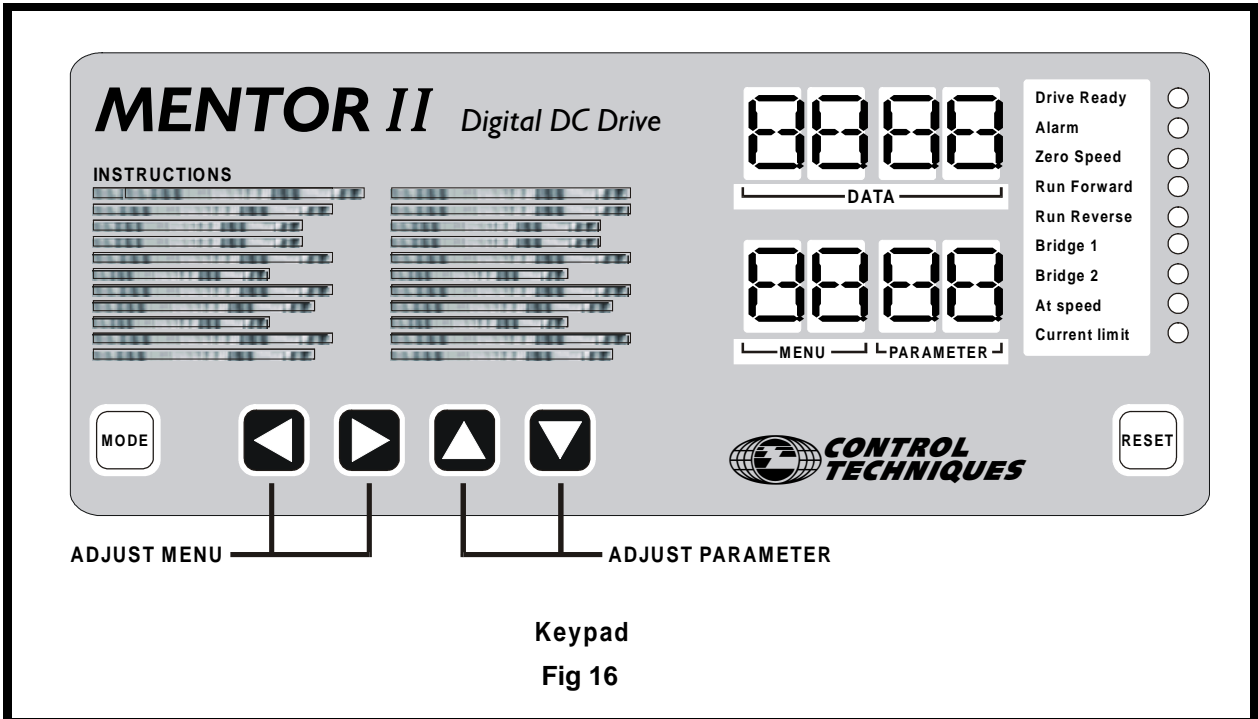 MENTOR II Digital DC Drive
INSTRUCTIONS
DATA
MENU PARAMETER
Drive Ready
Alarm
Zero Speed
Run Forward
Run Reverse
Bridge 1
Bridge 2
At speed
Current limit
MODE
CONTROL
TECHNIQUES
RESET
ADJUST MENU
ADJUST PARAMETER
Keypad
Fig 16